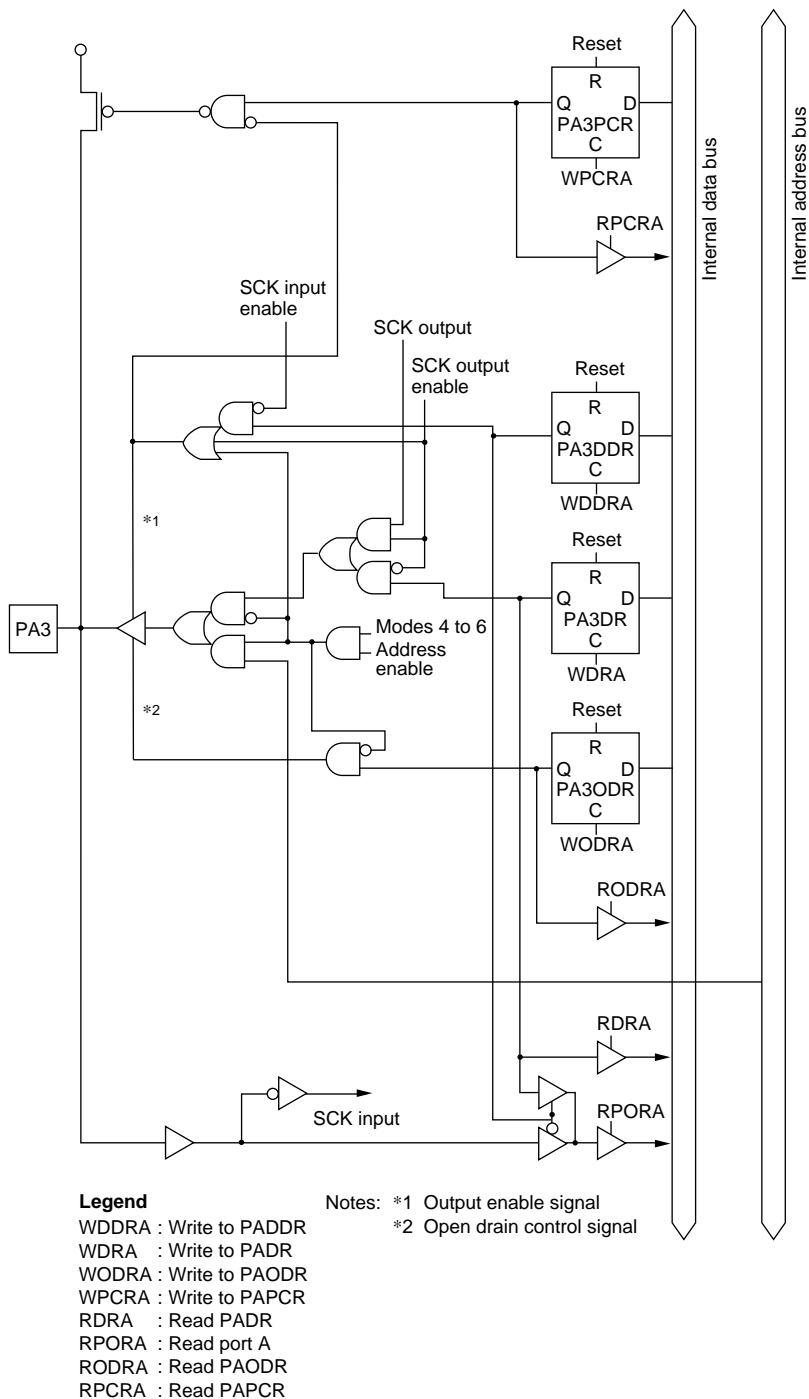 Reset
R
Q D
PA3PCR
C
WPCRA
RPCRA
Internal data bus
Internal address bus
SCK input
enable
SCK output
SCK output
enable
Reset
R
Q D
PA3DDR
C
WDDRA
*1
Reset
R
Q D
PA3DR
C
WDRA
PA3
Modes 4 to 6
Address
enable
*2
Reset
R
Q D
PA3ODR
C
WODRA
RODRA
RDRA
SCK input
RPORA
Legend
WDDRA : Write to PADDR
WDRA : Write to PADR
WODRA : Write to PAODR
WPCRA : Write to PAPCR
RDRA : Read PADR
RPORA : Read port A
RODRA : Read PAODR
RPCRA : Read PAPCR
Notes: *1 Output enable signal
*2 Open drain control signal